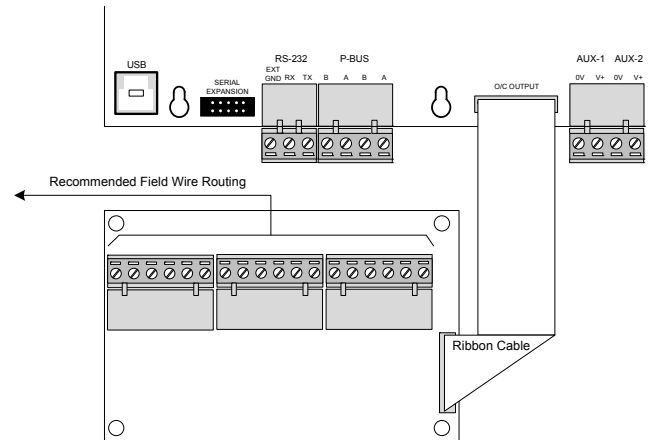 RS-232 P-BUS AUX-1 AUX-2
USB
EXT
GND RX TX B A B A 0V V+ 0V V+
SERIAL
EXPANSION
O/C OUTPUT
Recommended Field Wire Routing
Ribbon Cable